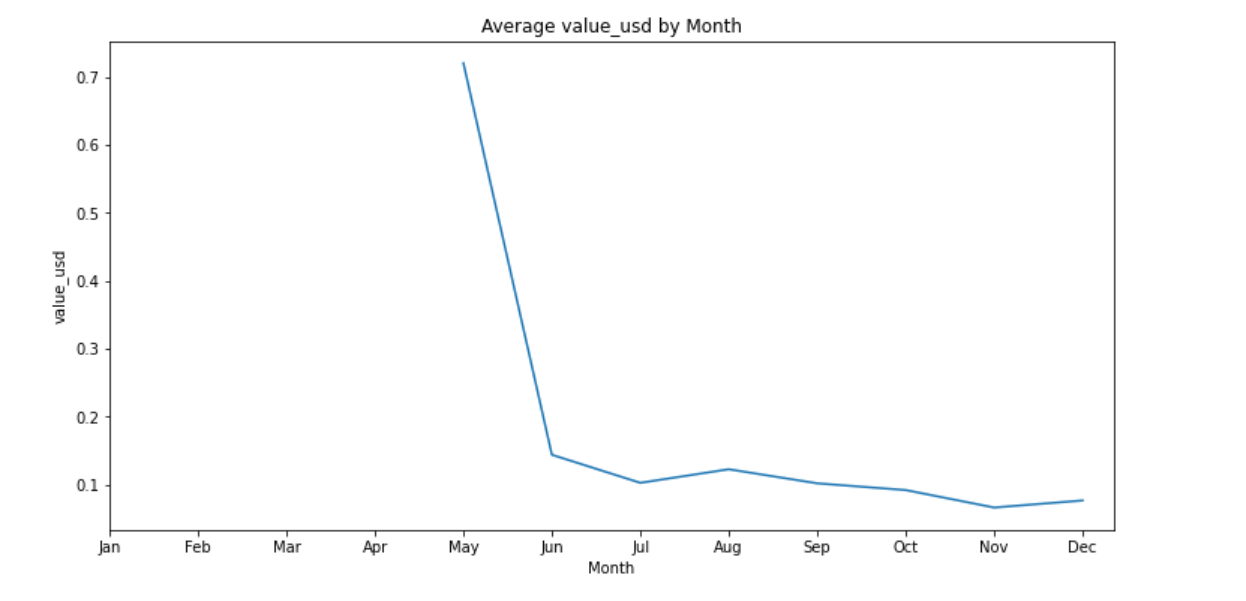 Average value_usd by Month
value_usd
0.7
0.6
0.5
0.4
0.3
0.2
0.1
Jan Feb Mar Apr May Jun Jul Aug Sep Oct Nov Dec
Month